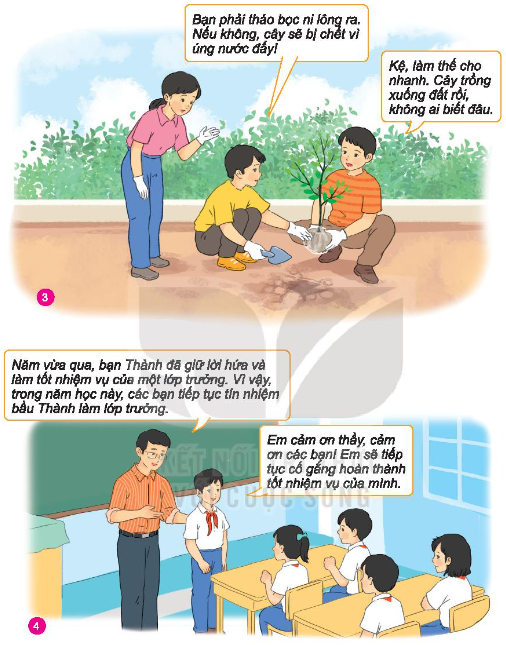 Bạn phải tháo bọc ni lông ra.
Nếu không, cây sẽ bị chết vì
úng nước đấy!
Kệ, làm thế cho
nhanh. Cây trồng
xuống đất rồi,
không ai biết đâu.
3
Năm vừa qua, bạn Thành đã giữ lời hứa và
làm tốt nhiệm vụ của một lớp trưởng. Vì vậy,
trong năm học này, các bạn tiếp tục tín nhiệm
bầu Thành làm lớp trưởng.
Em cảm ơn thầy, cảm
ơn các bạn! Em sẽ tiếp
tục cố gắng hoàn thành
tốt nhiệm vụ của mình.
KẾT NỐI
CUỘC SỐNG
4